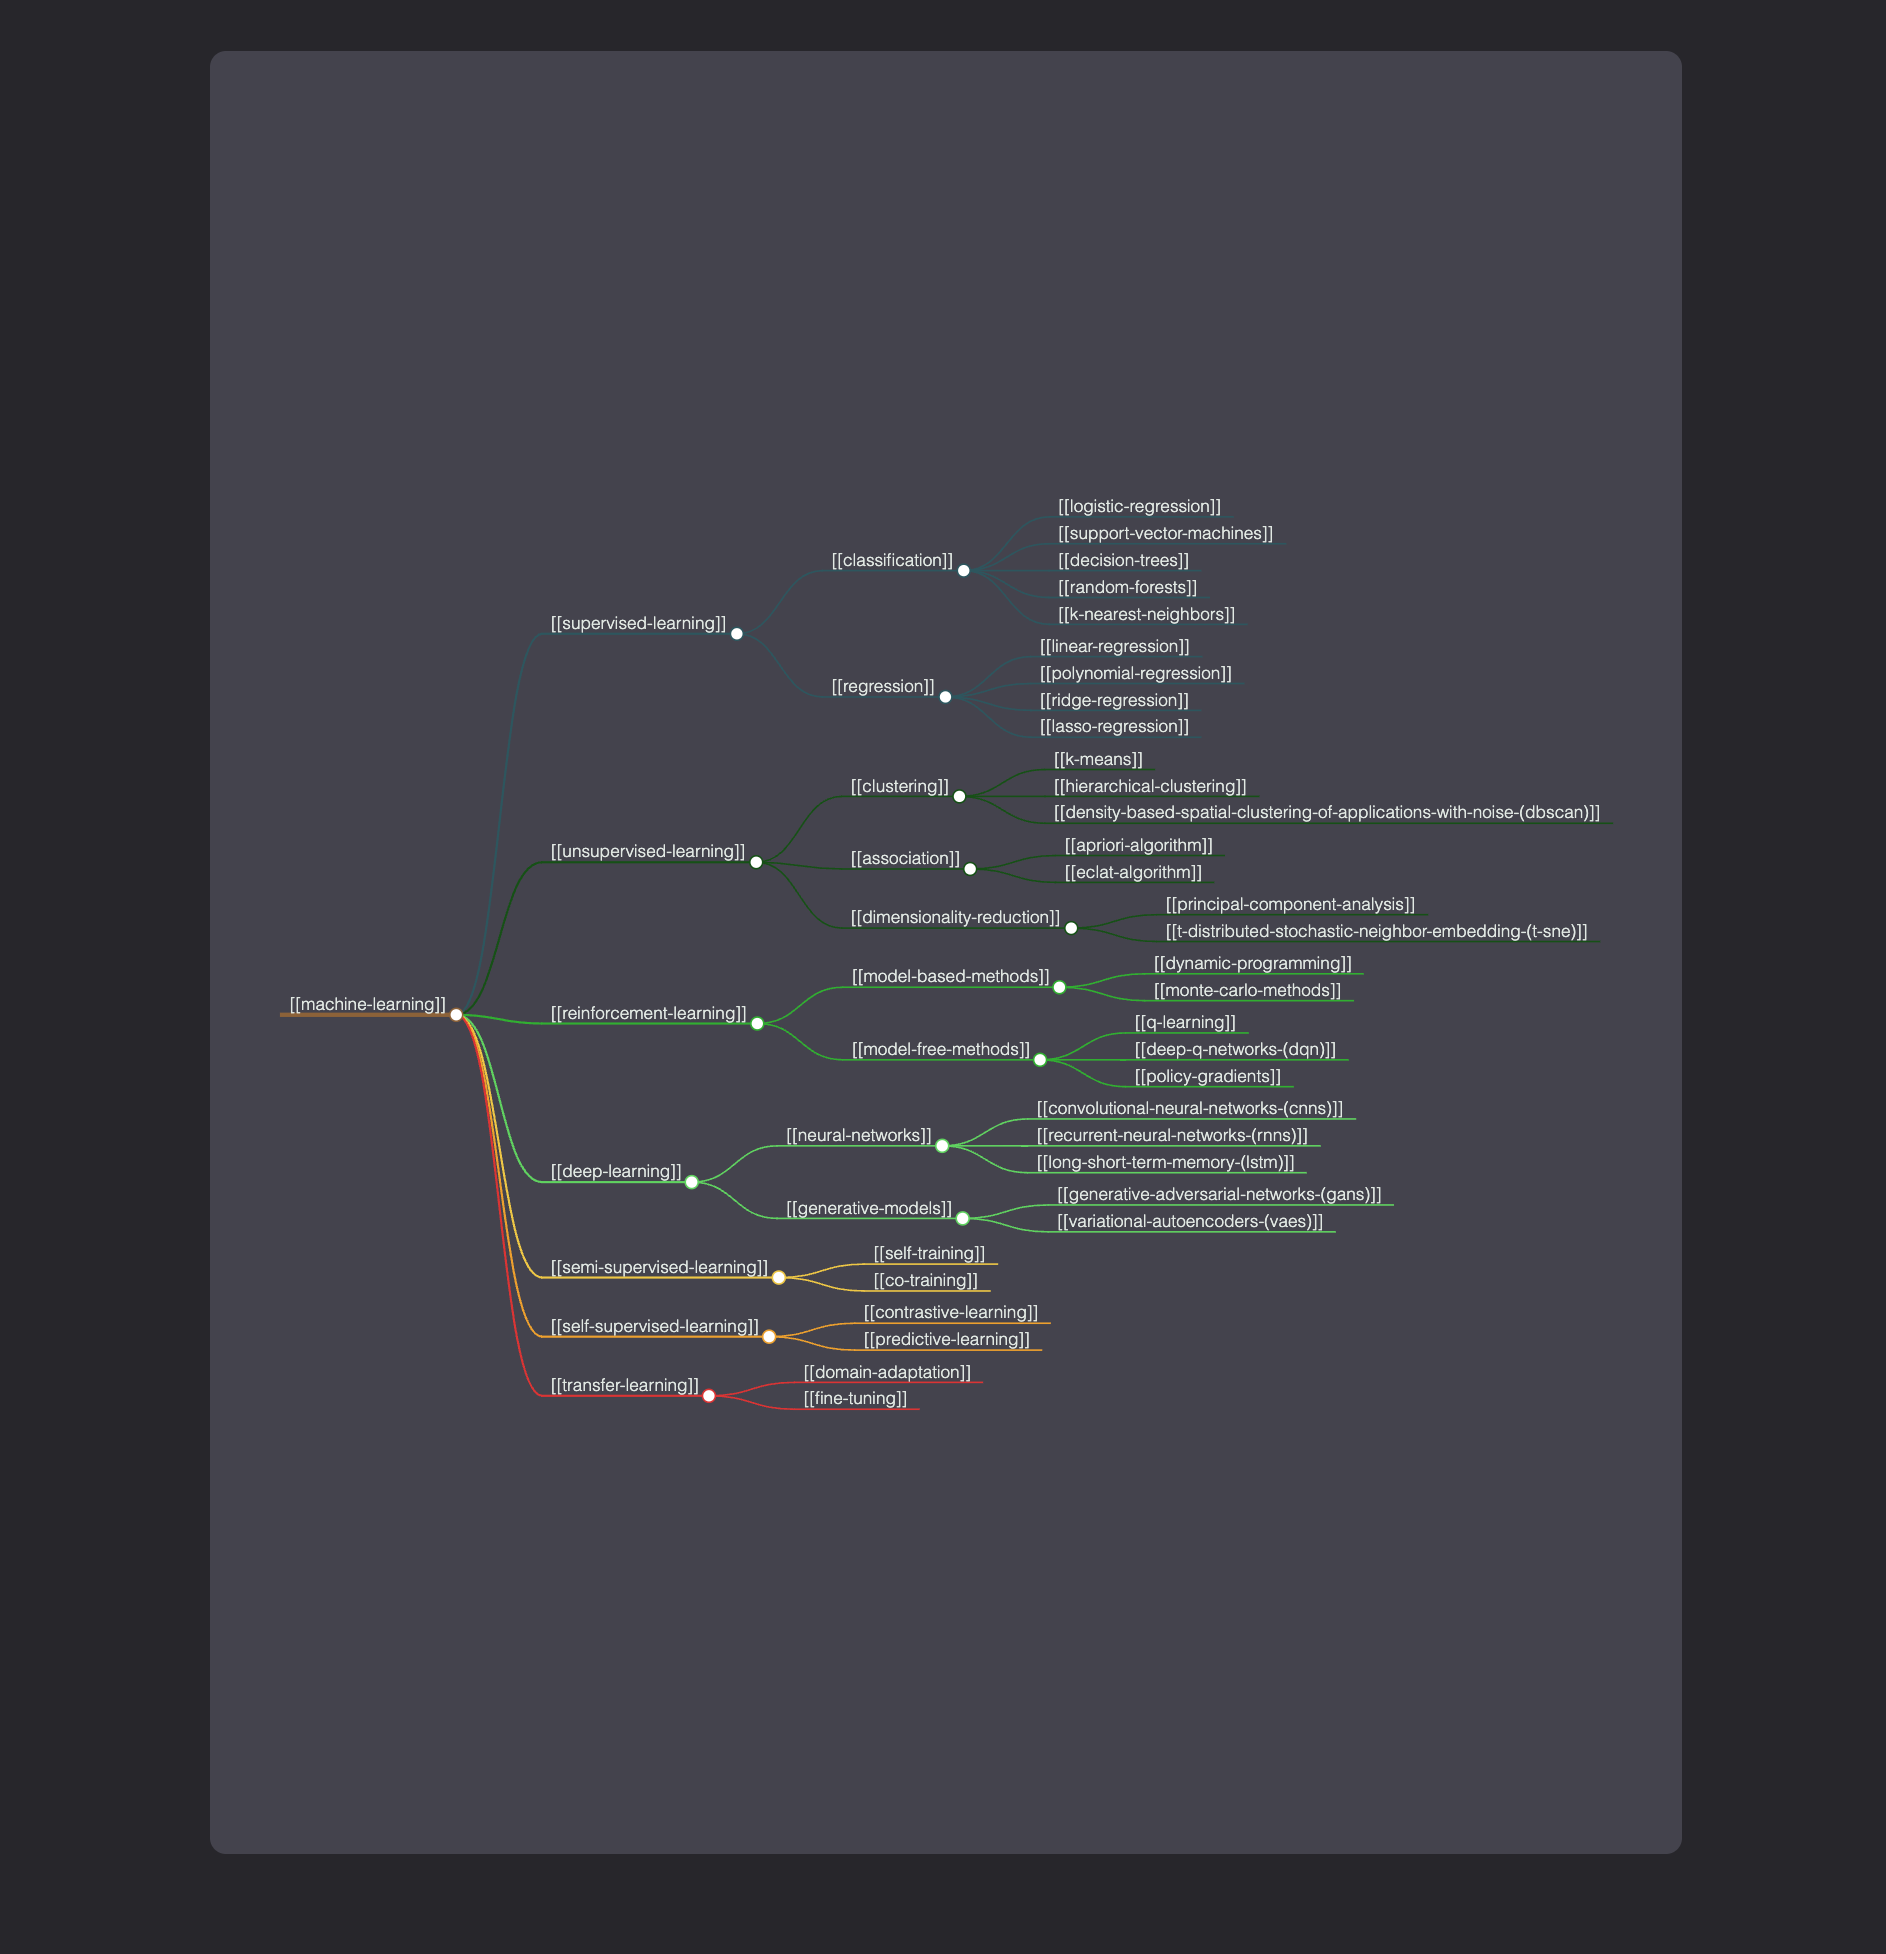 [[machine-learning]]
[[supervised-learning]]
[[classification]]
[[logistic-regression]]
[[support-vector-machines]]
[[decision-trees]]
[[random-forests]]
[[k-nearest-neighbors]]
[[regression]]
[[linear-regression]]
[[polynomial-regression]]
[[ridge-regression]]
[[lasso-regression]]
[[unsupervised-learning]]
[[clustering]]
[[k-means]]
[[hierarchical-clustering]]
[[density-based-spatial-clustering-of-applications-with-noise-(dbscan)]]
[[association]]
[[apriori-algorithm]]
[[eclat-algorithm]]
[[dimensionality-reduction]]
[[principal-component-analysis]]
[[t-distributed-stochastic-neighbor-embedding-(t-sne)]]
[[reinforcement-learning]]
[[model-based-methods]]
[[dynamic-programming]]
[[monte-carlo-methods]]
[[model-free-methods]]
[[q-learning]]
[[deep-q-networks-(dqn)]]
[[policy-gradients]]
[[deep-learning]]
[[neural-networks]]
[[convolutional-neural-networks-(cnns)]]
[[recurrent-neural-networks-(rnns)]]
[[long-short-term-memory-(lstm)]]
[[generative-models]]
[[generative-adversarial-networks-(gans)]]
[[variational-autoencoders-(vaes)]]
[[semi-supervised-learning]]
[[self-training]]
[[co-training]]
[[self-supervised-learning]]
[[contrastive-learning]]
[[predictive-learning]]
[[transfer-learning]]
[[domain-adaptation]]
[[fine-tuning]]